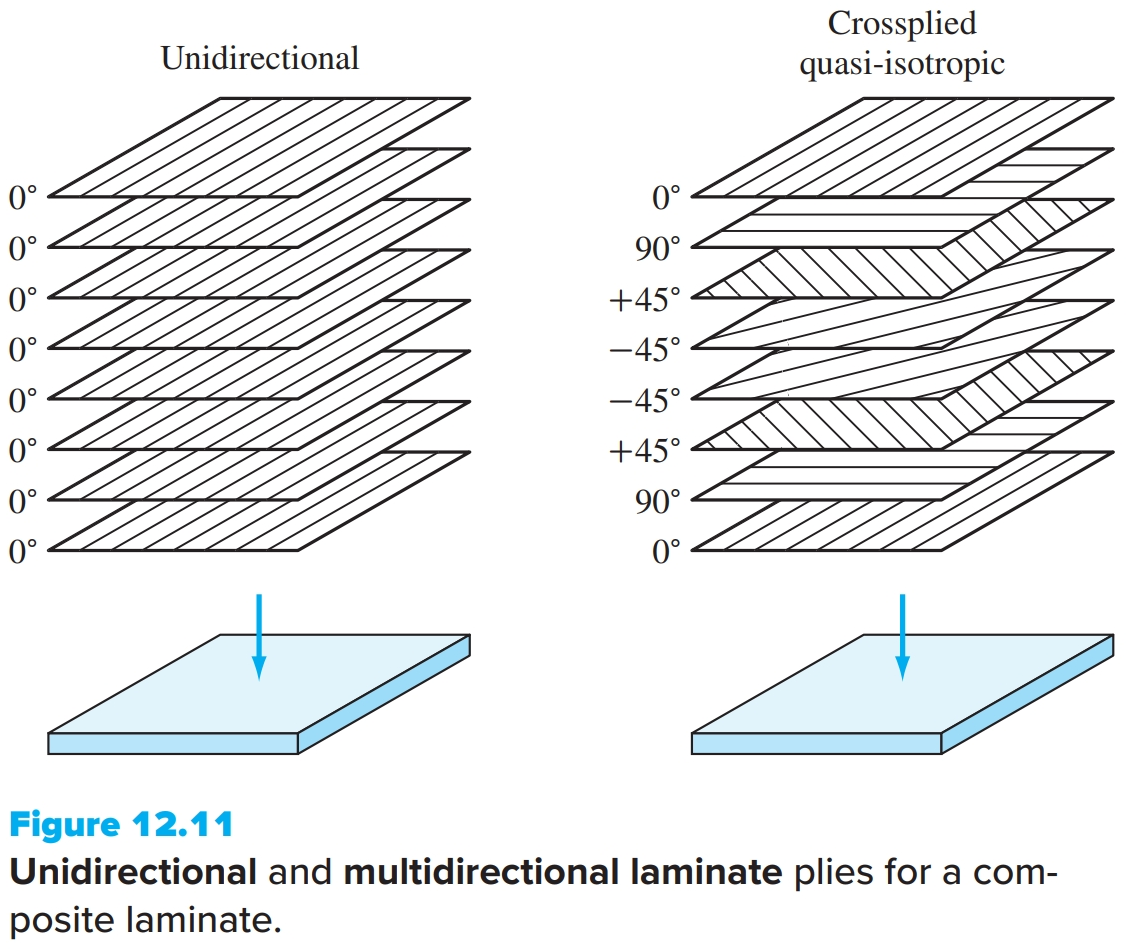 Unidirectional
Crossplied
quasi-isotropic
0°
0°
0°
0°
0°
0°
0°
0°
0°
90°
+45°
−45°
−45°
+45°
90°
0°
Figure 12.11
Unidirectional and multidirectional laminate plies for a com-
posite laminate.